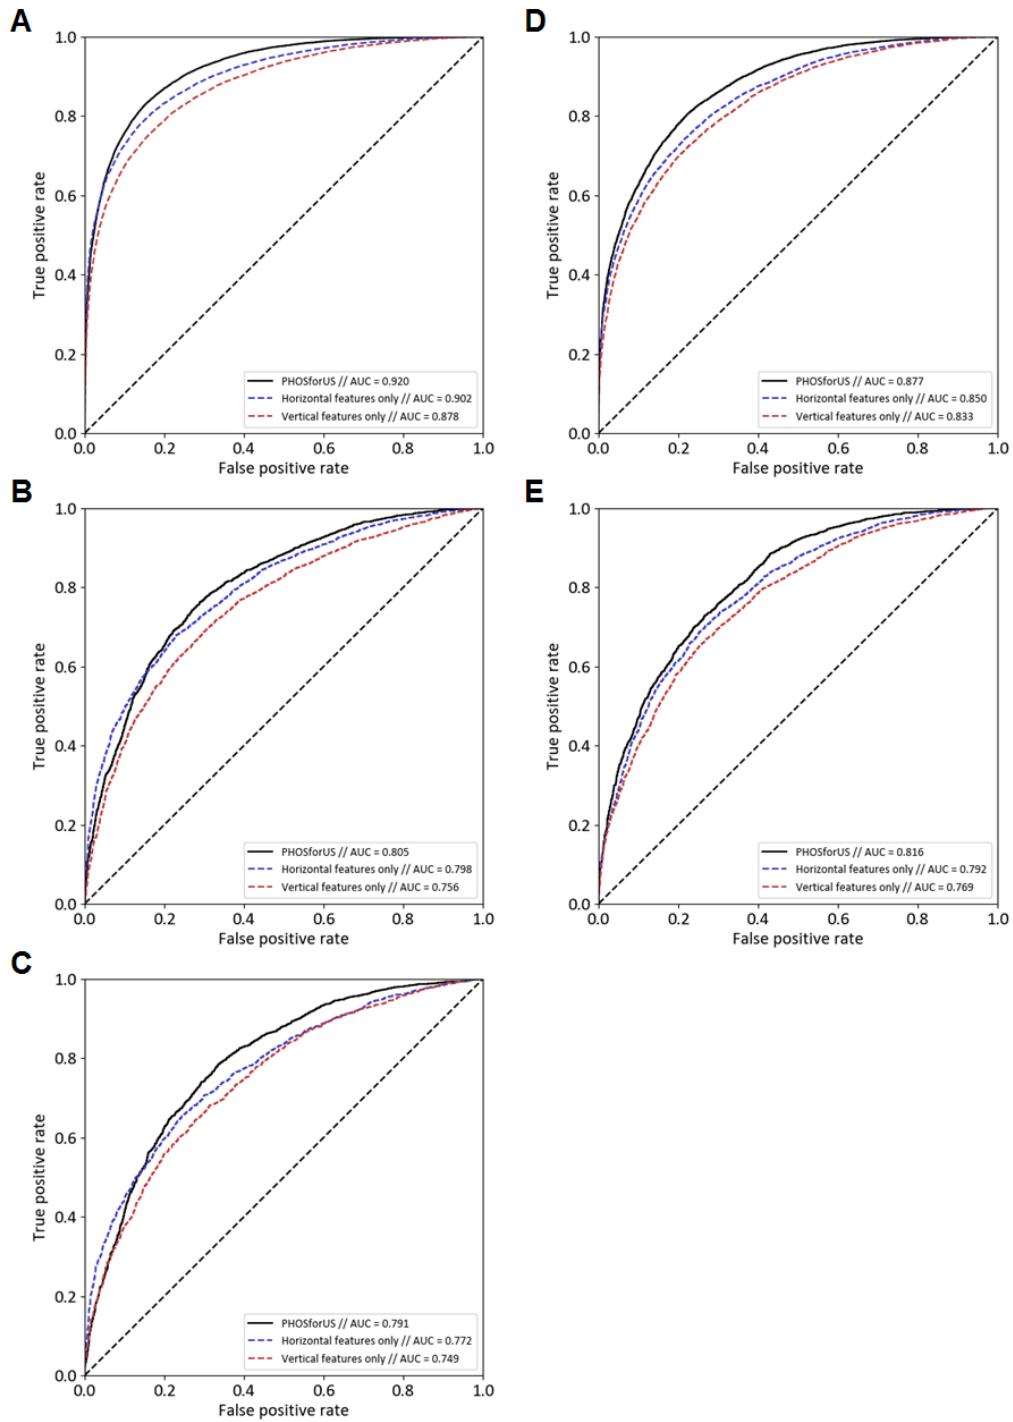 A
1.0
0.8
0.6
0.4
0.2
0.0
True positive rate
PHOSforUS // AUC = 0.920
Horizontal features only // AUC = 0.902
Vertical features only // AUC = 0.878
0.0 0.2 0.4 0.6 0.8 1.0
False positive rate
D
1.0
0.8
0.6
0.4
0.2
0.0
True positive rate
PHOSforUS // AUC = 0.877
Horizontal features only // AUC = 0.850
Vertical features only // AUC = 0.833
0.0 0.2 0.4 0.6 0.8 1.0
False positive rate
B
1.0
0.8
0.6
0.4
0.2
0.0
True positive rate
PHOSforUS // AUC = 0.805
Horizontal features only // AUC = 0.798
Vertical features only // AUC = 0.756
0.0 0.2 0.4 0.6 0.8 1.0
False positive rate
E
1.0
0.8
0.6
0.4
0.2
0.0
True positive rate
PHOSforUS // AUC = 0.816
Horizontal features only // AUC = 0.792
Vertical features only // AUC = 0.769
0.0 0.2 0.4 0.6 0.8 1.0
False positive rate
C
1.0
0.8
0.6
0.4
0.2
0.0
True positive rate
PHOSforUS // AUC = 0.791
Horizontal features only // AUC = 0.772
Vertical features only // AUC = 0.749
0.0 0.2 0.4 0.6 0.8 1.0
False positive rate